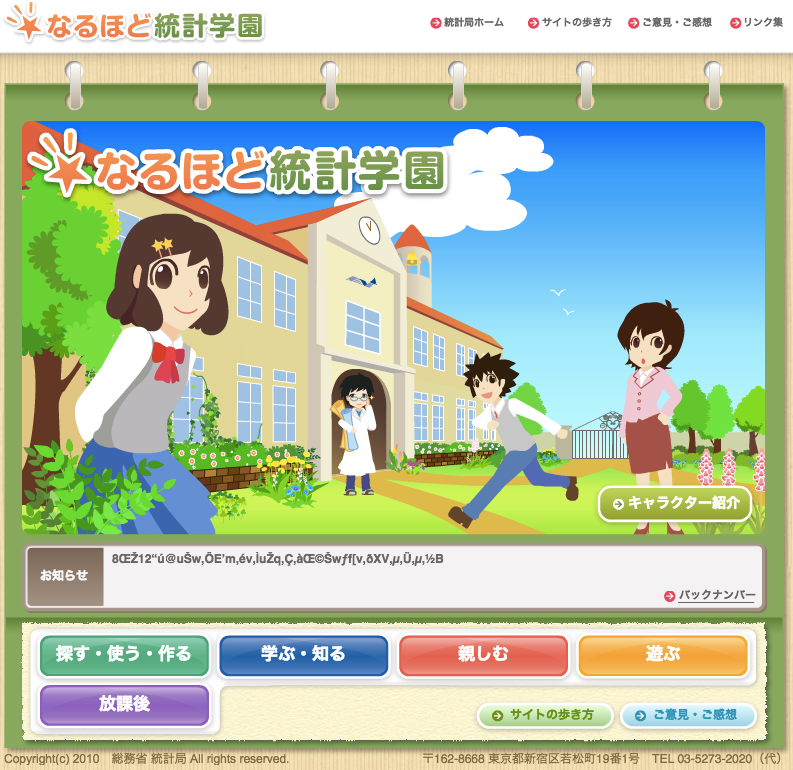 なるほど統計学園
統計局ホーム サイトの歩き方 ご意見・ご感想 リンク集
なるほど統計学園
キャラクター紹介
お知らせ
8ŒŽ12“ú@uŠw‚ÔE’m‚év‚ÌuŽq‚Ç‚àŒ©Šwƒf[v‚ðXV‚µ‚Ü‚µ‚½B
バックナンバー
探す・使う・作る 学ぶ・知る 親しむ 遊ぶ
放課後
サイトの歩き方 ご意見・ご感想
Copyright(c) 2010 総務省 統計局 All rights reserved. 〒162-8668 東京都新宿区若松町19番1号 TEL 03-5273-2020（代）